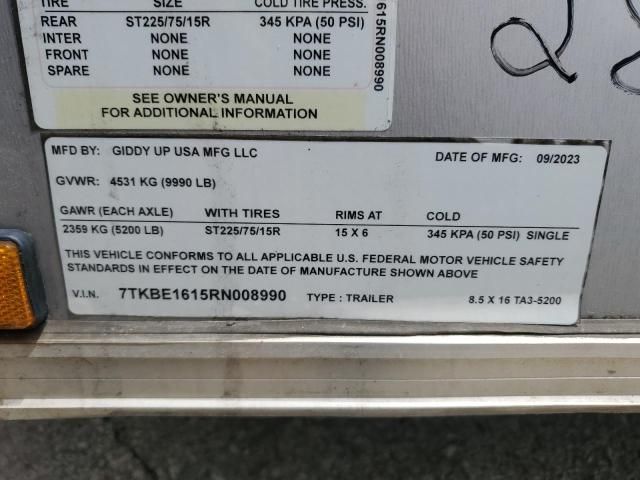 TIRE SIZE COLD TIRE PRESS.
REAR ST225/75/15R 345 KPA (50 PSI)
INTER NONE NONE
FRONT NONE NONE
SPARE NONE NONE
SEE OWNER'S MANUAL
FOR ADDITIONAL INFORMATION
1615RN008990
MFD BY: GIDDY UP USA MFG LLC DATE OF MFG: 09/2023
GVWR: 4531 KG (9990 LB)
GAWR (EACH AXLE) WITH TIRES RIMS AT COLD
2359 KG (5200 LB) ST225/75/15R 15 X 6 345 KPA (50 PSI) SINGLE
THIS VEHICLE CONFORMS TO ALL APPLICABLE U.S. FEDERAL MOTOR VEHICLE SAFETY
STANDARDS IN EFFECT ON THE DATE OF MANUFACTURE SHOWN ABOVE
V.I.N. 7TKBE1615RN008990 TYPE : TRAILER 8.5 X 16 TA3-5200